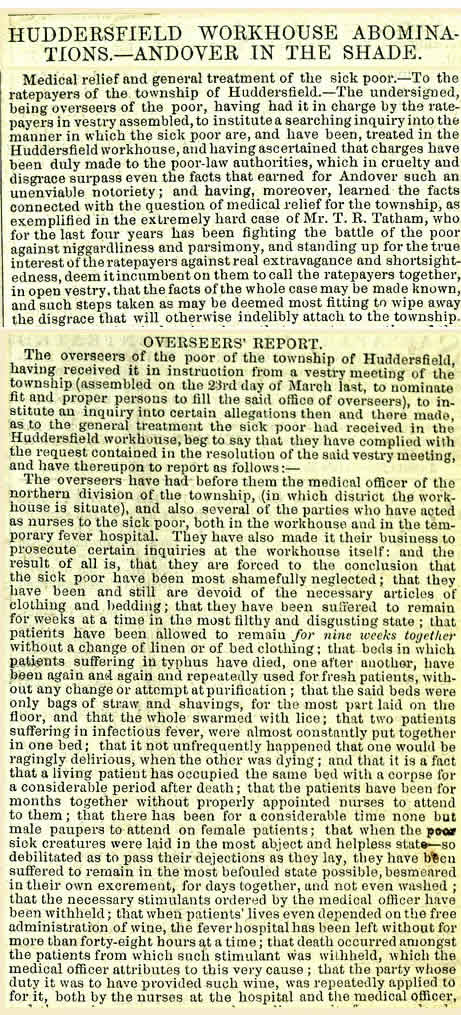 HUDDERSFIELD WORKHOUSE ABOMINA-
TIONS.—ANDOVER IN THE SHADE.
Medical relief and general treatment of the sick poor.—To the
ratepayers of the township of Huddersfield.—The undersigned,
being overseers of the poor, having had it in charge by the rate-
payers in vestry assembled, to institute a searching inquiry into the
manner in which the sick poor are, and have been, treated in the
Huddersfield workhouse, and having ascertained that charges have
been duly made to the poor-law authorities, which in cruelty and
disgrace surpass even the facts that earned for Andover such an
unenviable notoriety; and having, moreover, learned the facts
connected with the question of medical relief for the township, as
exemplified in the extremely hard case of Mr. T. R. Tatham, who
for the last four years has been fighting the battle of the poor
against niggardliness and parsimony, and standing up for the true
interest of the ratepayers against real extravagance and shortsight-
edness, deem it incumbent on them to call the ratepayers together,
in open vestry, that the facts of the whole case may be made known,
and such steps taken as may be deemed most fitting to wipe away
the disgrace that will otherwise indelibly attach to the township.
OVERSEERS' REPORT.
The overseers of the poor of the township of Huddersfield,
having received it in instruction from a vestry meeting of the
township (assembled on the 23rd day of March last, to nominate
fit and proper persons to fill the said office of overseers), to in-
stitute an inquiry into certain allegations then and there made,
as to the general treatment the sick poor had received in the
Huddersfield workhouse, beg to say that they have complied with
the request contained in the resolution of the said vestry meeting,
and have thereupon to report as follows:—
The overseers have had before them the medical officer of the
northern division of the township, (in which district the work-
house is situate), and also several of the parties who have acted
as nurses to the sick poor, both in the workhouse and in the tem-
porary fever hospital. They have also made it their business to
prosecute certain inquiries at the workhouse itself: and the
result of all is, that they are forced to the conclusion that
the sick poor have been most shamefully neglected; that they
have been and still are devoid of the necessary articles of
clothing and bedding; that they have been suffered to remain
for weeks at a time in the most filthy and disgusting state; that
patients have been allowed to remain for nine weeks together
without a change of linen or of bed clothing; that beds in which
patients suffering in typhus have died, one after another, have
been again and again and repeatedly used for fresh patients, with-
out any change or attempt at purification; that the said beds were
only bags of straw and shavings, for the most part laid on the
floor, and that the whole swarmed with lice; that two patients
suffering in infectious fever, were almost constantly put together
in one bed; that it not unfrequently happened that one would be
ragingly delirious, when the other was dying; and that it is a fact
that a living patient has occupied the same bed with a corpse for
a considerable period after death; that the patients have been for
months together without properly appointed nurses to attend
to them; that there has been for a considerable time none but
male paupers to attend on female patients; that when the poor
sick creatures were laid in the most abject and helpless state—so
debilitated as to pass their dejections as they lay, they have been
suffered to remain in the most befouled state possible, besmeared
in their own excrement, for days together, and not even washed;
that the necessary stimulants ordered by the medical officer have
been withheld; that when patients' lives even depended on the free
administration of wine, the fever hospital has been left without for
more than forty-eight hours at a time; that death occurred amongst
the patients from which such stimulant was withheld, which the
medical officer attributes to this very cause; that the party whose
duty it was to have provided such wine, was repeatedly applied to
for it, both by the nurses at the hospital and the medical officer,